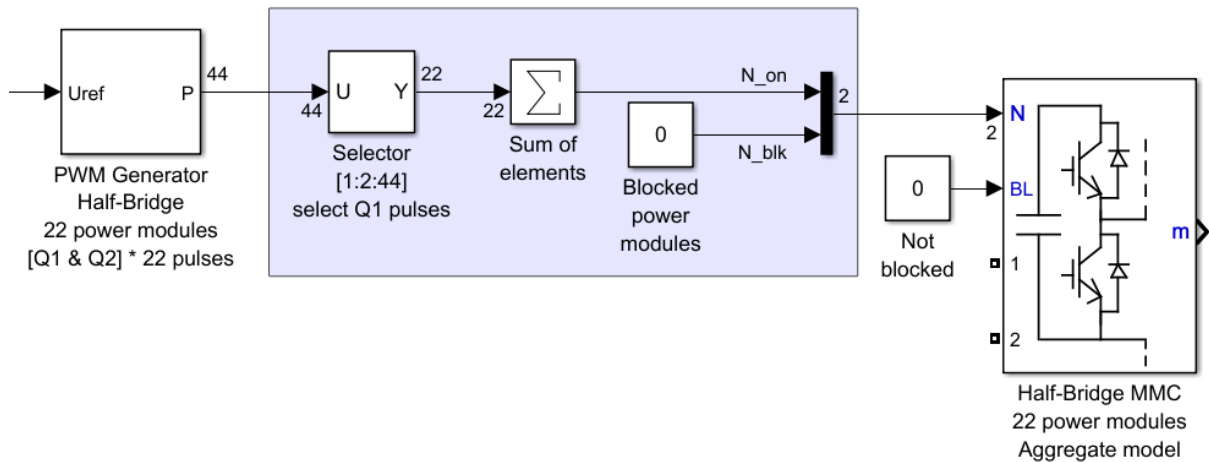 Uref
P
44
PWM Generator
Half-Bridge
22 power modules
[Q1 & Q2] * 22 pulses
44
U
Y
22
Selector
[1:2:44]
select Q1 pulses
22
Sum of
elements
N_on
0
N_blk
Blocked
power
modules
2
0
Not
blocked
N
2
BL
1
2
m
Half-Bridge MMC
22 power modules
Aggregate model